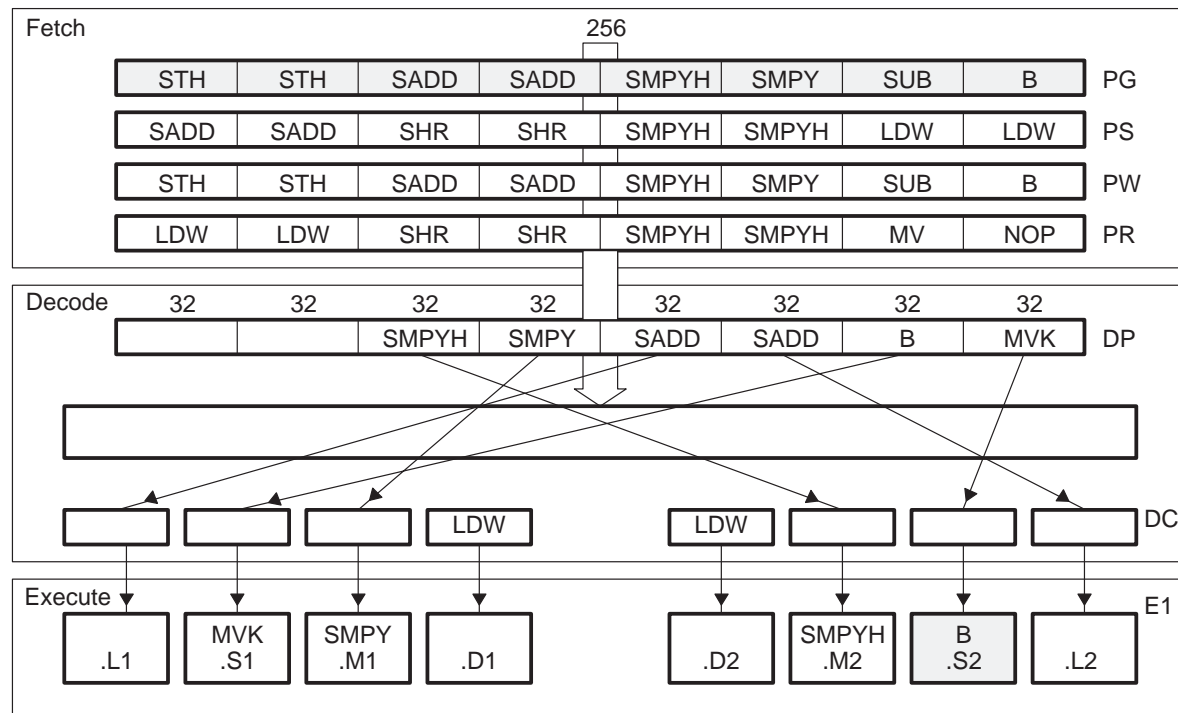 Fetch 256
STH STH SADD SADD SMPYH SMPY SUB B PG
SADD SADD SHR SHR SMPYH SMPYH LDW LDW PS
STH STH SADD SADD SMPYH SMPY SUB B PW
LDW LDW SHR SHR SMPYH SMPYH MV NOP PR
Decode 32 32 32 32 32 32 32 32
SMPYH SMPY SADD SADD B MVK DP
LDW LDW DC
Execute E1
MVK SMPY SMPYH B
.L1 .S1 .M1 .D1 .D2 .M2 .S2 .L2